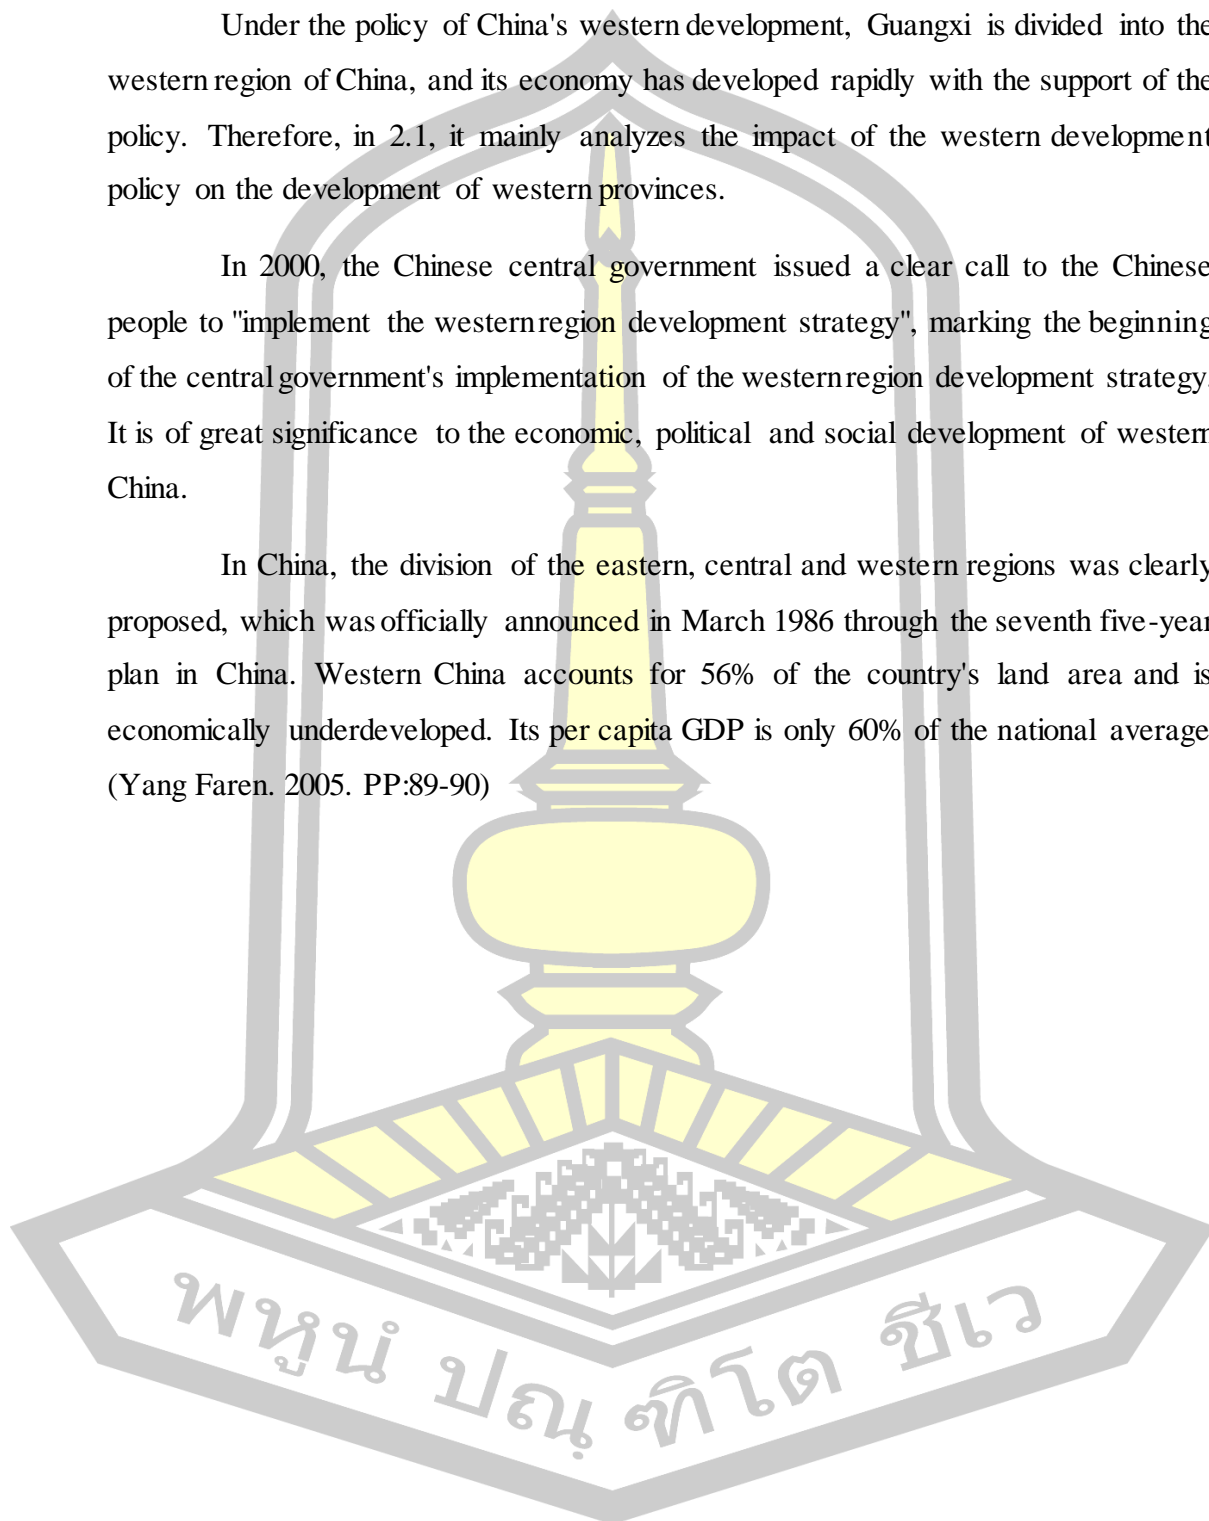 Under the policy of China's western development, Guangxi is divided into the
western region of China, and its economy has developed rapidly with the support of the
policy. Therefore, in 2.1, it mainly analyzes the impact of the western development
policy on the development of western provinces.
In 2000, the Chinese central government issued a clear call to the Chinese
people to "implement the western region development strategy", marking the beginning
of the central government's implementation of the western region development strategy.
It is of great significance to the economic, political and social development of western
China.
In China, the division of the eastern, central and western regions was clearly
proposed, which was officially announced in March 1986 through the seventh five-year
plan in China. Western China accounts for 56% of the country's land area and is
economically underdeveloped. Its per capita GDP is only 60% of the national average
(Yang Faren. 2005. PP:89-90)
พหูนํ ปณฺฑิโต ชีเว